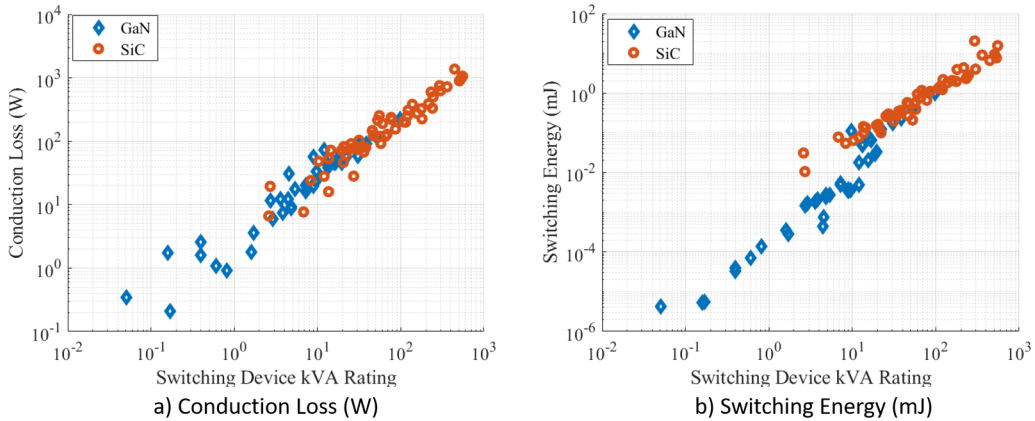 GaN
SiC
10^4
10^3
10^2
10^1
10^0
10^-1
Conduction Loss (W)
10^-2 10^-1 10^0 10^1 10^2 10^3
Switching Device kVA Rating
a) Conduction Loss (W)
GaN
SiC
10^2
10^0
10^-2
10^-4
10^-6
Switching Energy (mJ)
10^-2 10^-1 10^0 10^1 10^2 10^3
Switching Device kVA Rating
b) Switching Energy (mJ)